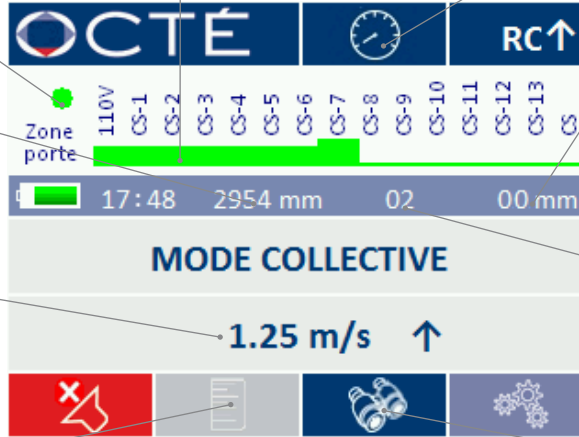 OCTÉ RC↑
110V CS-1 CS-2 CS-3 CS-4 CS-5 CS-6 CS-7 CS-8 CS-9 CS-10 CS-11 CS-12 CS-13 CS
Zone
porte
17:48 2954 mm 02 00 mm
MODE COLLECTIVE
1.25 m/s ↑